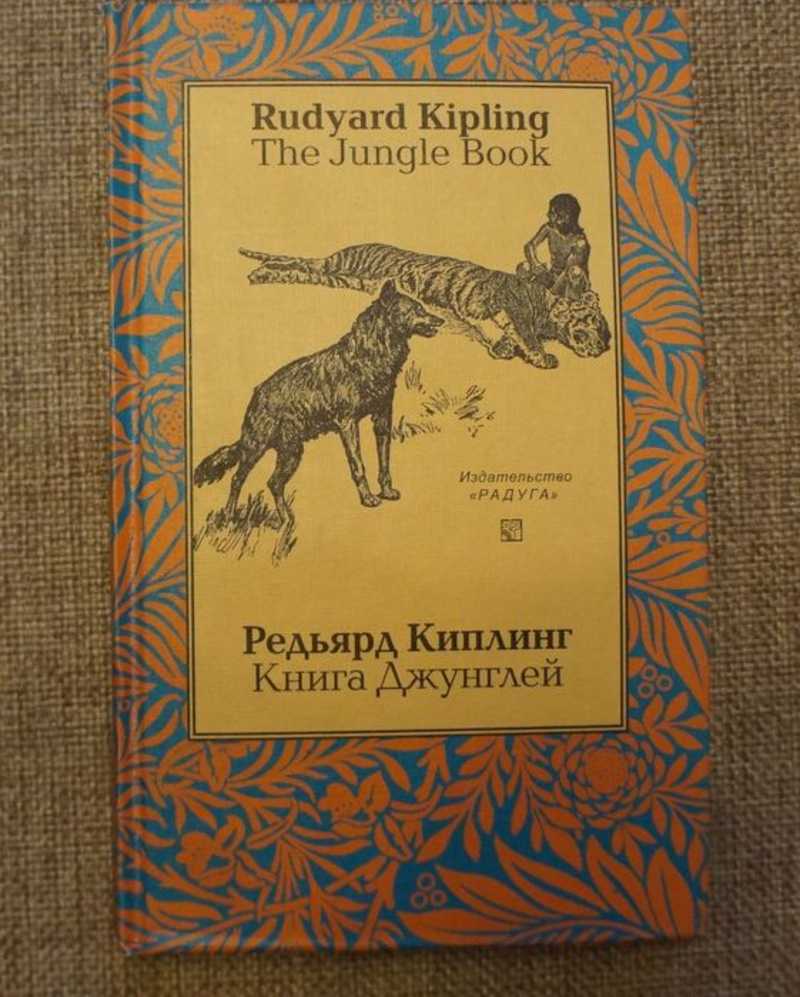 Rudyard Kipling
The Jungle Book
Издательство
«РАДУГА»
Редьярд Киплинг
Книга Джунглей